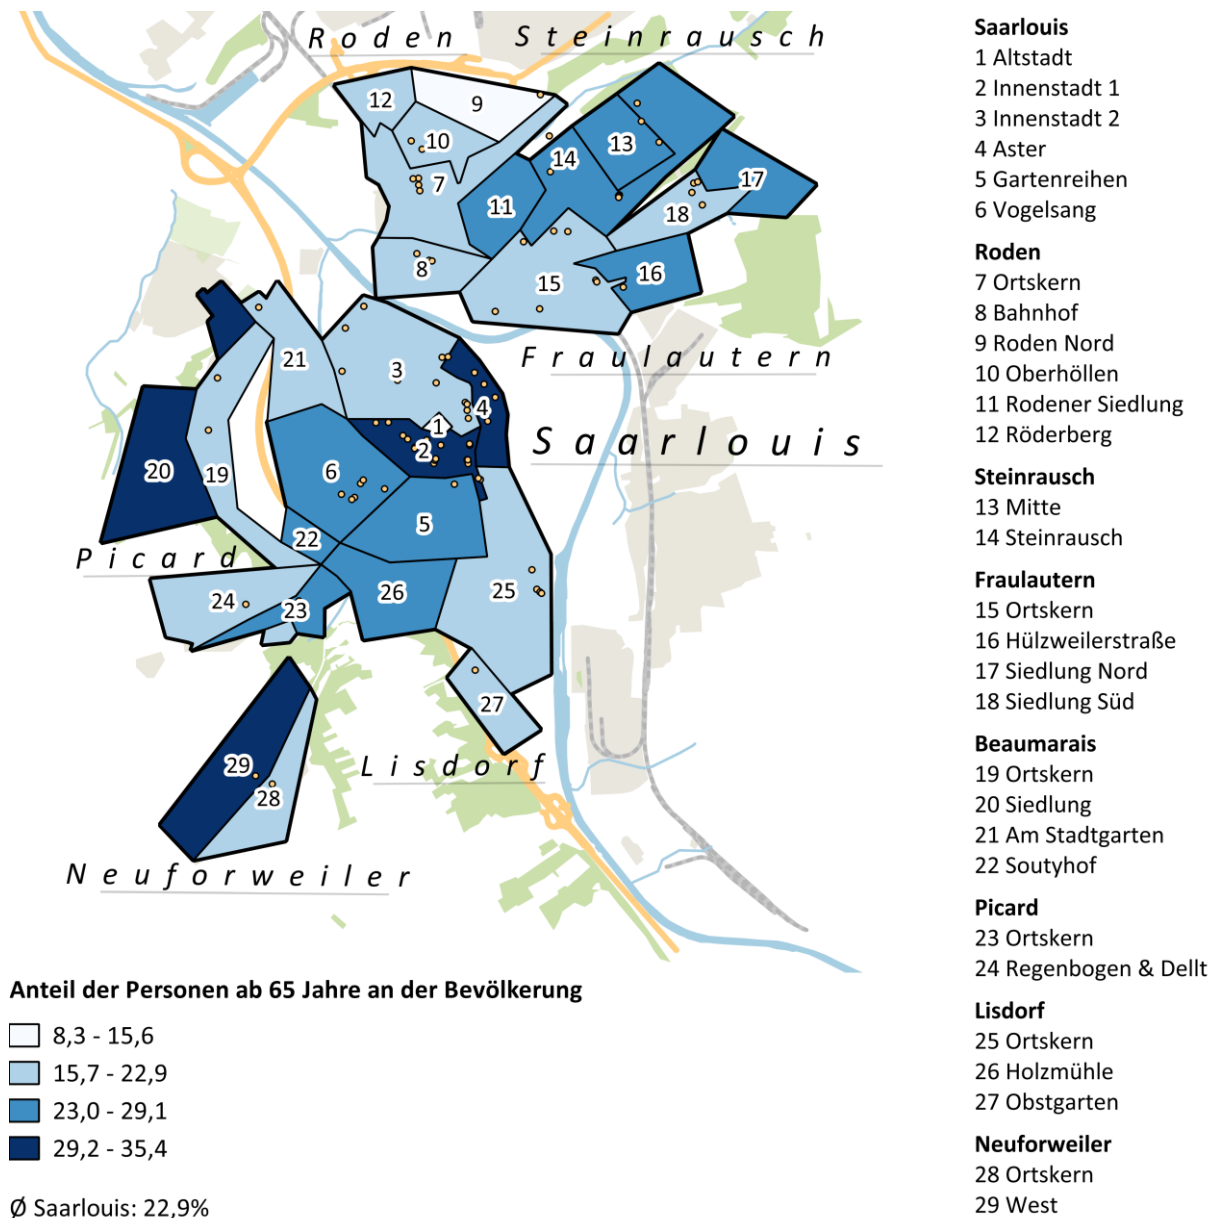 Roden
Steinrausch
12
9
10
13
14
7
17
11
18
8
15
16
Fraulautern
21
3
4
1
2
Saarlouis
20
19
6
5
22
Picard
24
23
26
25
27
29
28
Lisdorf
Neuforweiler
Anteil der Personen ab 65 Jahre an der Bevölkerung
8,3 - 15,6
15,7 - 22,9
23,0 - 29,1
29,2 - 35,4
Ø Saarlouis: 22,9%
Saarlouis
1 Altstadt
2 Innenstadt 1
3 Innenstadt 2
4 Aster
5 Gartenreihen
6 Vogelsang
Roden
7 Ortskern
8 Bahnhof
9 Roden Nord
10 Oberhöllen
11 Rodener Siedlung
12 Röderberg
Steinrausch
13 Mitte
14 Steinrausch
Fraulautern
15 Ortskern
16 Hülzweilerstraße
17 Siedlung Nord
18 Siedlung Süd
Beaumarais
19 Ortskern
20 Siedlung
21 Am Stadtgarten
22 Soutyhof
Picard
23 Ortskern
24 Regenbogen & Dellt
Lisdorf
25 Ortskern
26 Holzmühle
27 Obstgarten
Neuforweiler
28 Ortskern
29 West